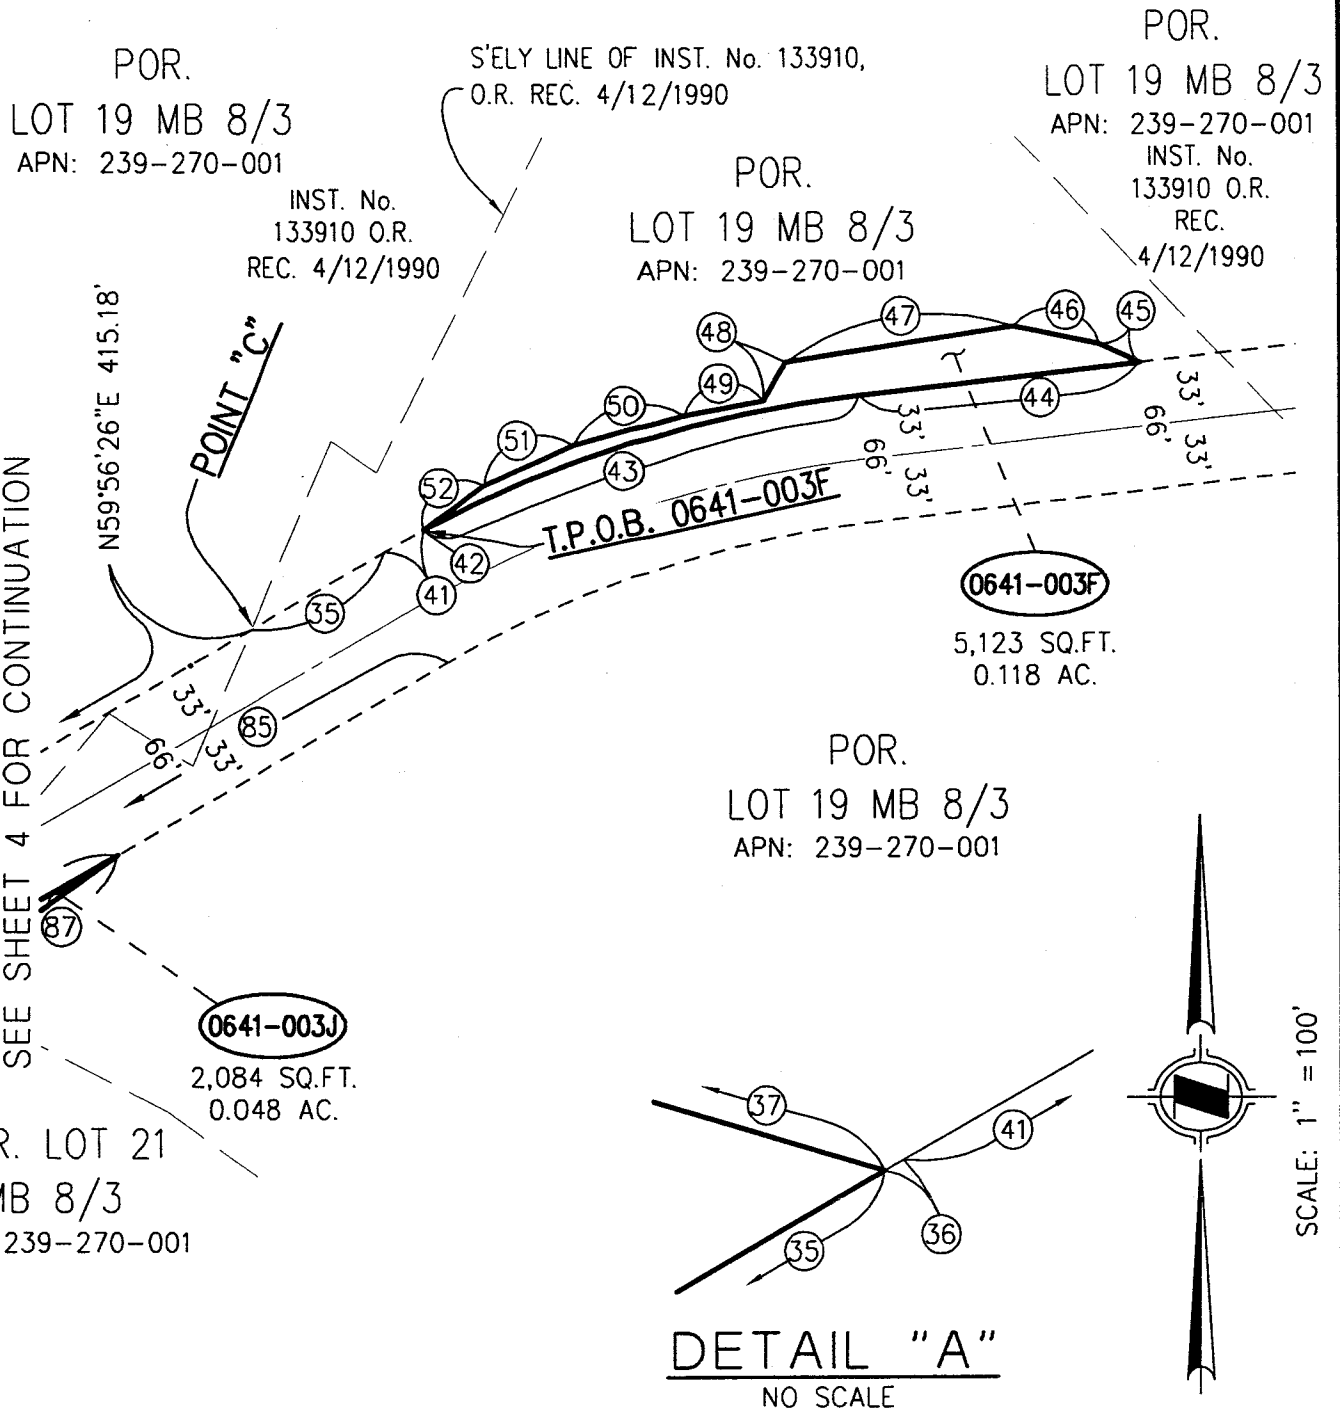 POR.
LOT 19 MB 8/3
APN: 239-270-001
S'ELY LINE OF INST. No. 133910,
O.R. REC. 4/12/1990
POR.
LOT 19 MB 8/3
APN: 239-270-001
INST. No.
133910 O.R.
REC.
4/12/1990
INST. No.
133910 O.R.
REC. 4/12/1990
POR.
LOT 19 MB 8/3
APN: 239-270-001
N59°56'26"E 415.18'
POINT "C"
48
47
46
45
49
50
51
52
44
43
42
41
35
33'
66'
33'
33'
66'
33'
T.P.O.B. 0641-003F
0641-003F
5,123 SQ.FT.
0.118 AC.
SEE SHEET 4 FOR CONTINUATION
33'
66'
33'
85
87
POR.
LOT 19 MB 8/3
APN: 239-270-001
0641-003J
2,084 SQ.FT.
0.048 AC.
R. LOT 21
MB 8/3
239-270-001
37
41
36
35
DETAIL "A"
NO SCALE
SCALE: 1" = 100'